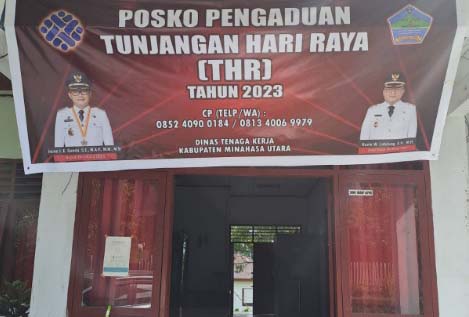 POSKO PENGADUAN
TUNJANGAN HARI RAYA
(THR)
TAHUN 2023
CP (TELP/WA) :
0852 4090 0184 / 0813 4006 9979
DINAS TENAGA KERJA
KABUPATEN MINAHASA UTARA